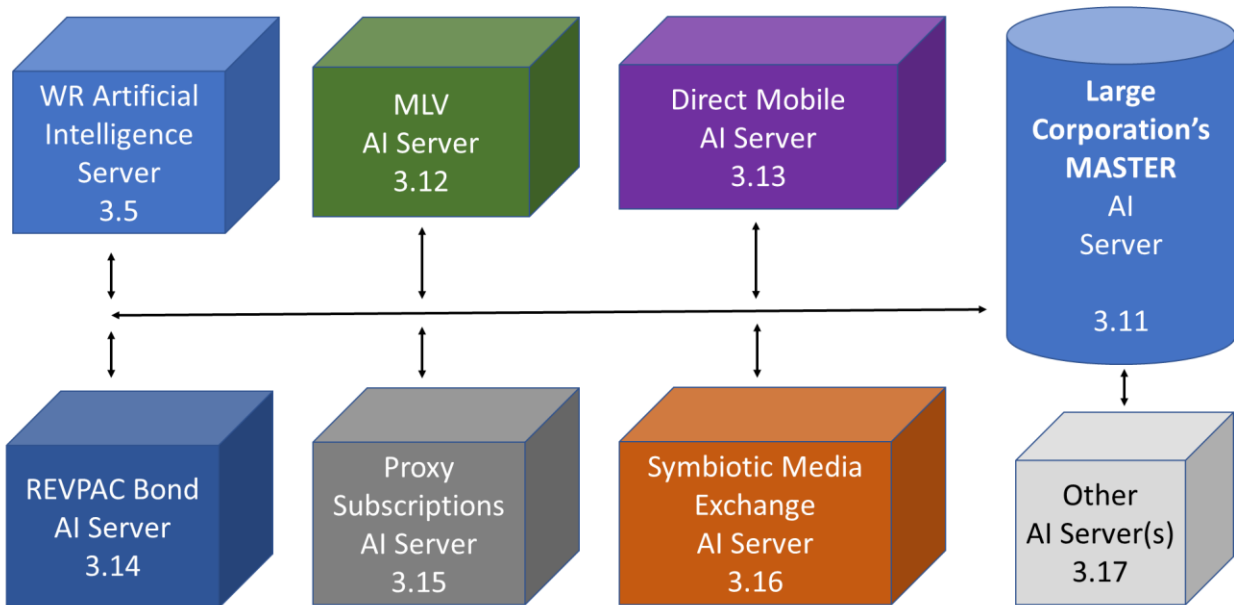 WR Artificial
Intelligence
Server
3.5
MLV
AI Server
3.12
Direct Mobile
AI Server
3.13
Large
Corporation's
MASTER
AI
Server
3.11
REVPAC Bond
AI Server
3.14
Proxy
Subscriptions
AI Server
3.15
Symbiotic Media
Exchange
AI Server
3.16
Other
AI Server(s)
3.17